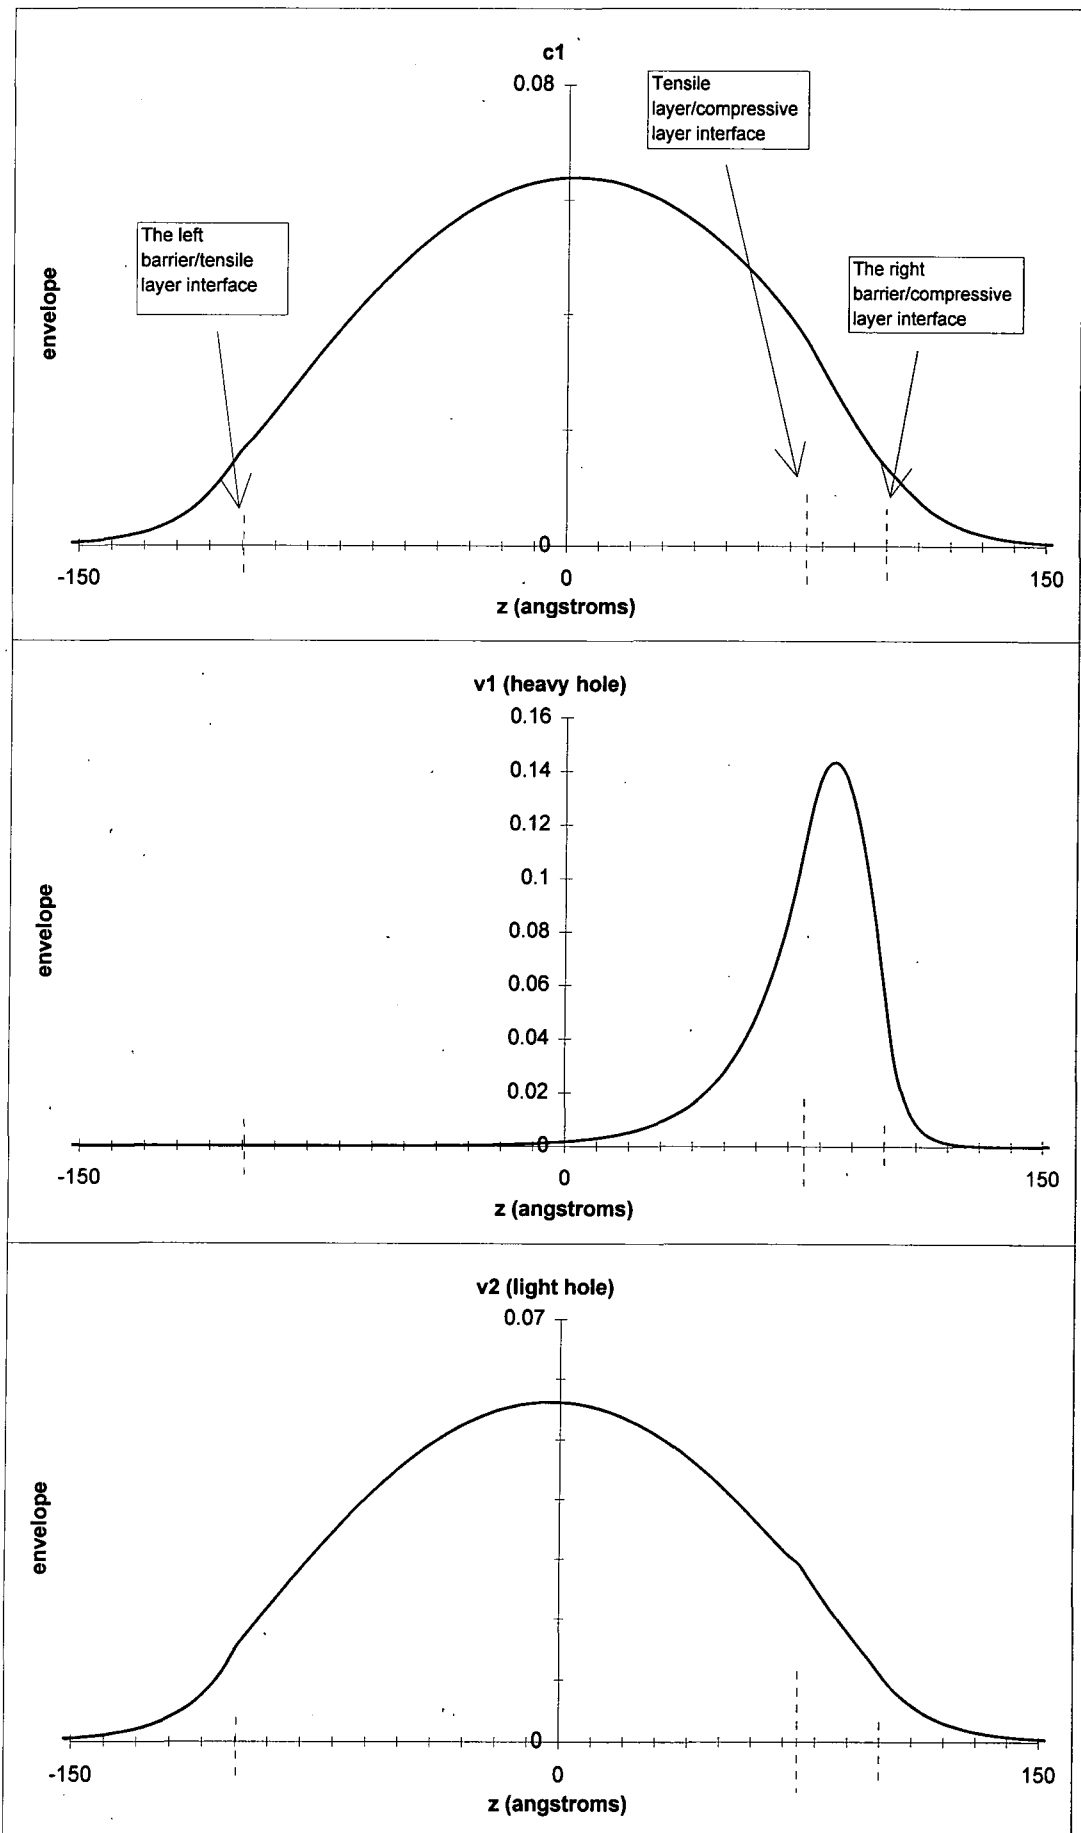 c1
0.08
Tensile
layer/compressive
layer interface
The left
barrier/tensile
layer interface
The right
barrier/compressive
layer interface
envelope
0
-150
0
150
z (angstroms)
v1 (heavy hole)
0.16
0.14
0.12
0.1
0.08
0.06
0.04
0.02
0
envelope
-150
0
150
z (angstroms)
v2 (light hole)
0.07
envelope
0
-150
0
150
z (angstroms)